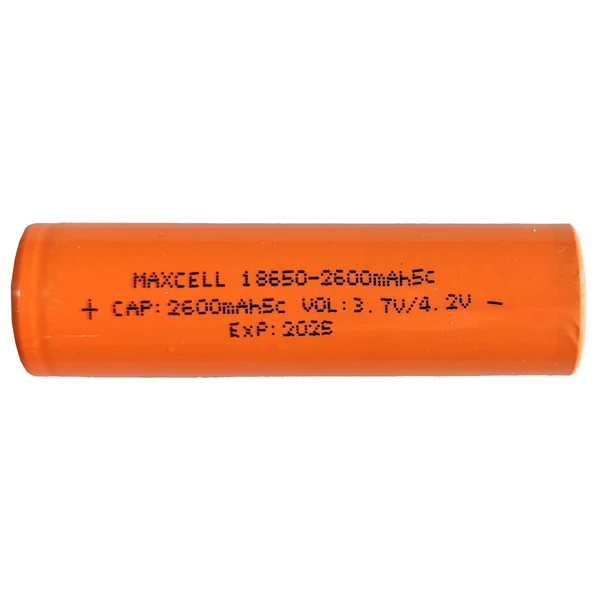 MAXCELL 18650-2600mAh5C
+ CAP:2600mAh5C VOL:3.7V/4.2V -
ExP:2025